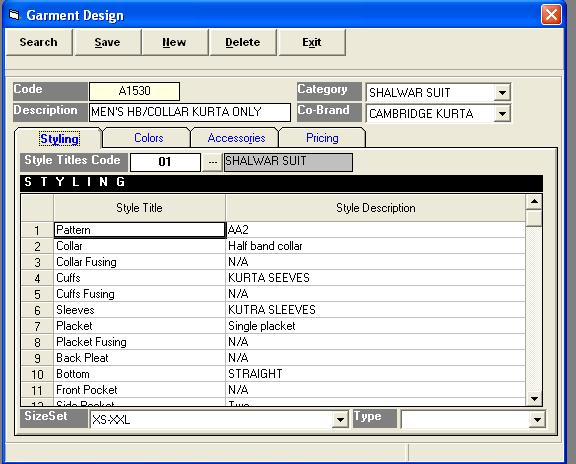 Garment Design
Search Save New Delete Exit
Code A1530 Category SHALWAR SUIT
Description MEN'S HB/COLLAR KURTA ONLY Co-Brand CAMBRIDGE KURTA
Styling Colors Accessories Pricing
Style Titles Code 01 ... SHALWAR SUIT
STYLING
Style Title Style Description
1 Pattern AA2
2 Collar Half band collar
3 Collar Fusing N/A
4 Cuffs KURTA SEEVES
5 Cuffs Fusing N/A
6 Sleeves KUTRA SLEEVES
7 Placket Single placket
8 Placket Fusing N/A
9 Back Pleat N/A
10 Bottom STRAIGHT
11 Front Pocket N/A
12 Side Pocket Two
SizeSet XS-XXL Type